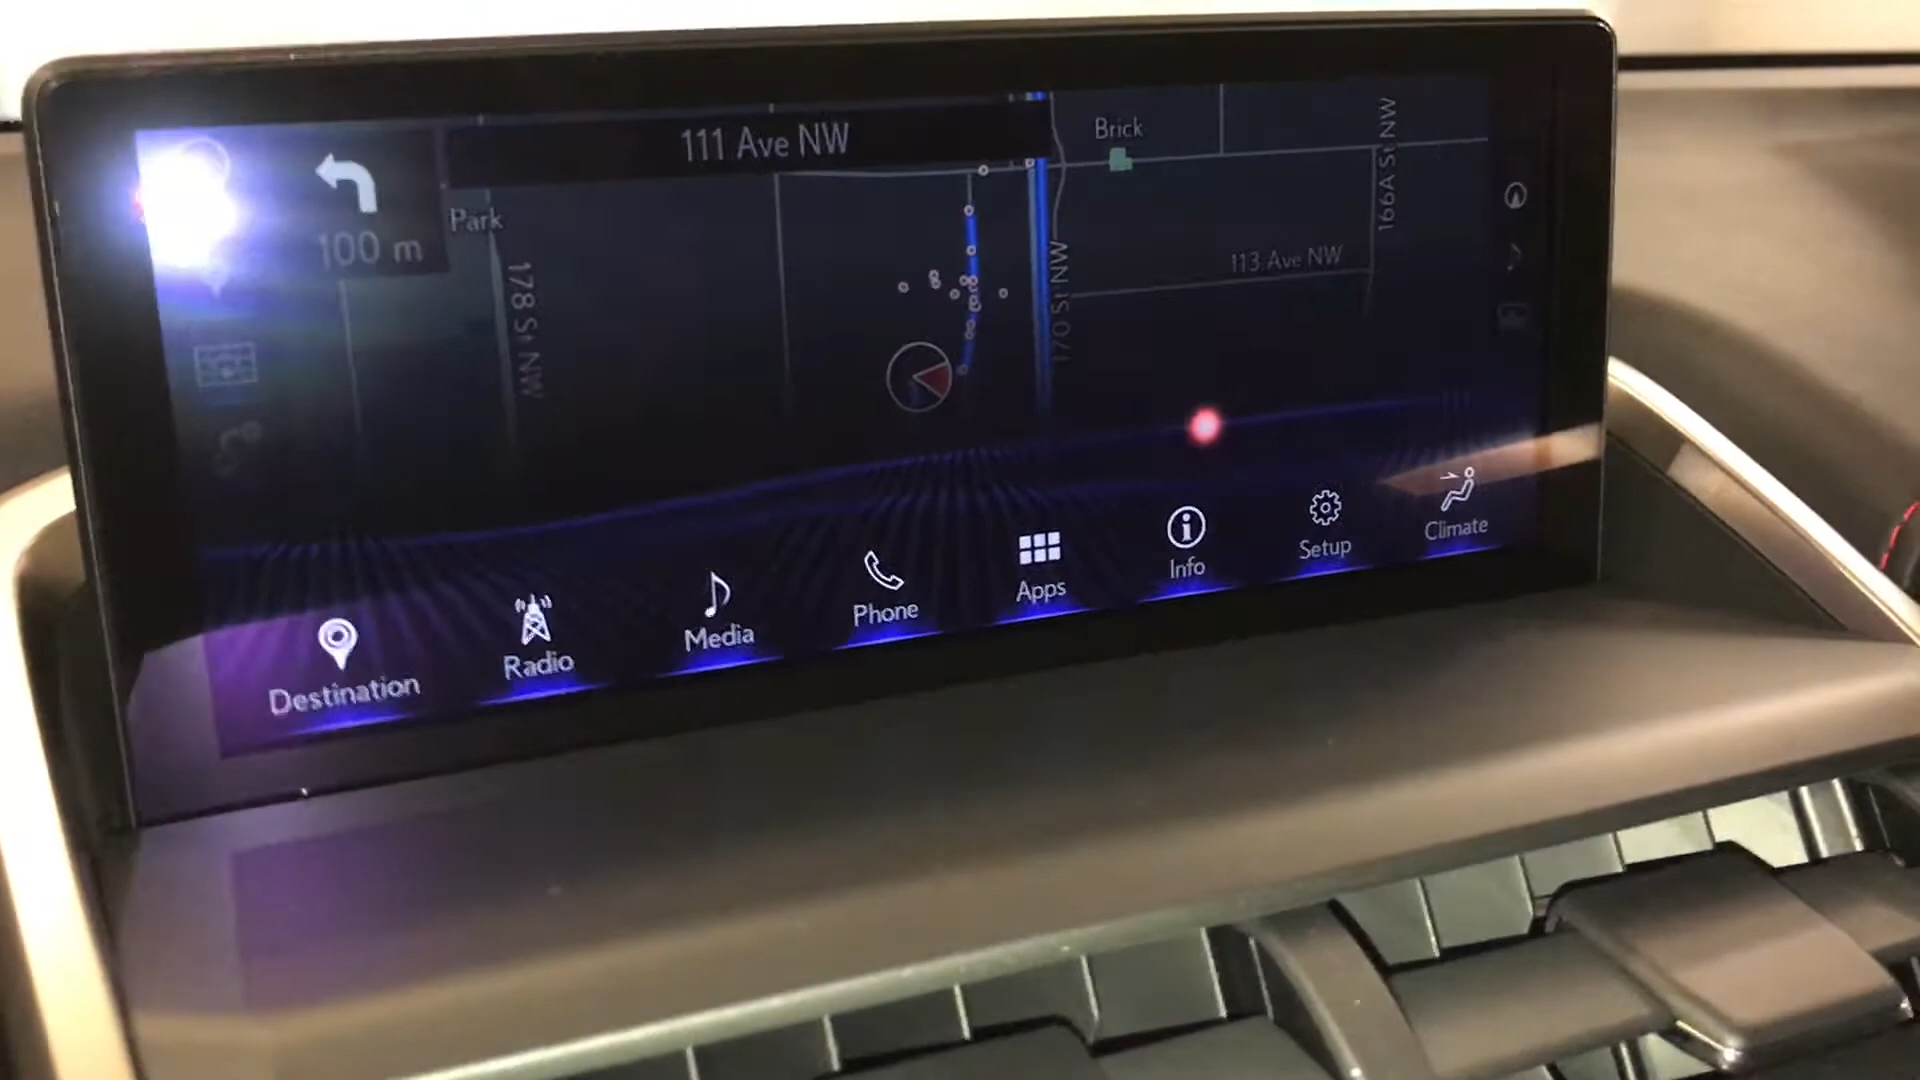 111 Ave NW
100 m
Park
Brick
178 St NW
170 St NW
113 Ave NW
166A St NW
Destination
Radio
Media
Phone
Apps
Info
Setup
Climate